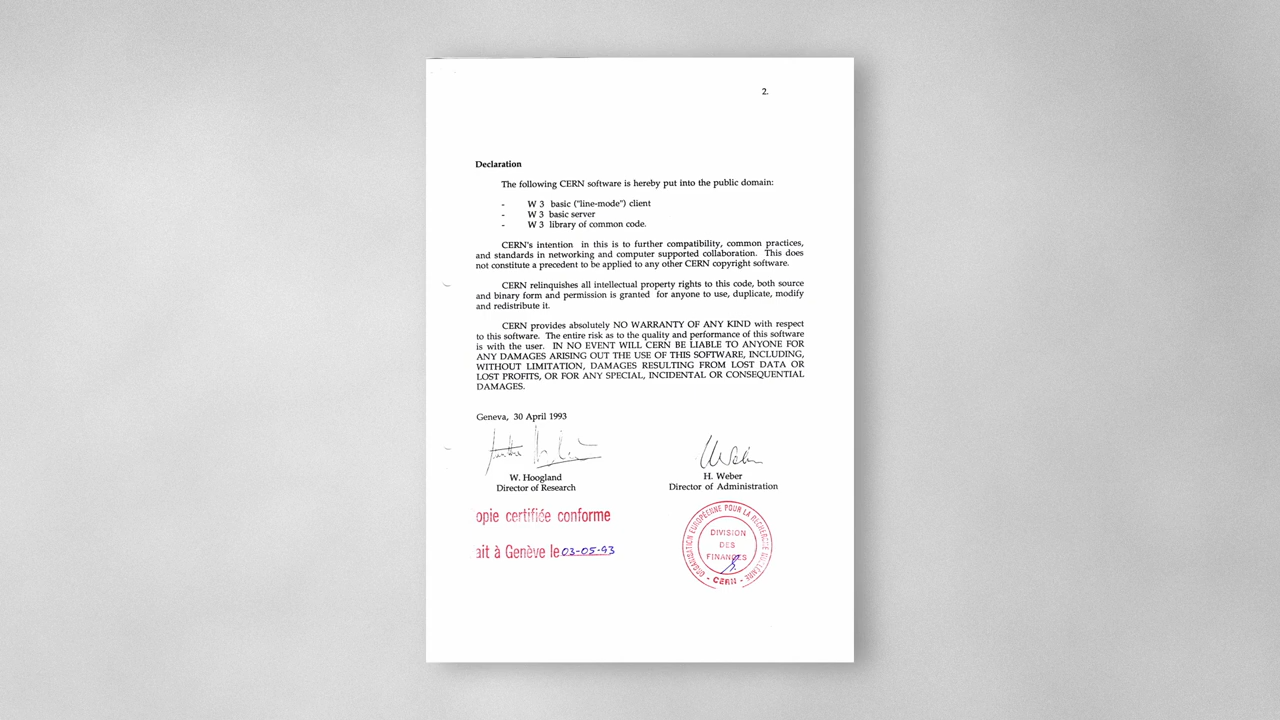 2.
Declaration
The following CERN software is hereby put into the public domain:
- W 3 basic ("line-mode") client
- W 3 basic server
- W 3 library of common code.
CERN's intention in this is to further compatibility, common practices,
and standards in networking and computer supported collaboration. This does
not constitute a precedent to be applied to any other CERN copyright software.
CERN relinquishes all intellectual property rights to this code, both source
and binary form and permission is granted for anyone to use, duplicate, modify
and redistribute it.
CERN provides absolutely NO WARRANTY OF ANY KIND with respect
to this software. The entire risk as to the quality and performance of this software
is with the user. IN NO EVENT WILL CERN BE LIABLE TO ANYONE FOR
ANY DAMAGES ARISING OUT THE USE OF THIS SOFTWARE, INCLUDING,
WITHOUT LIMITATION, DAMAGES RESULTING FROM LOST DATA OR
LOST PROFITS, OR FOR ANY SPECIAL, INCIDENTAL OR CONSEQUENTIAL
DAMAGES.
Geneva, 30 April 1993
W. Hoogland
Director of Research
Weber
H. Weber
Director of Administration
opie certifiée conforme
ait à Genève le 03-05-93
ORGANISATION EUROPÉENNE POUR LA RECHERCHE NUCLÉAIRE
DIVISION
DES
FINANCES
- CERN -